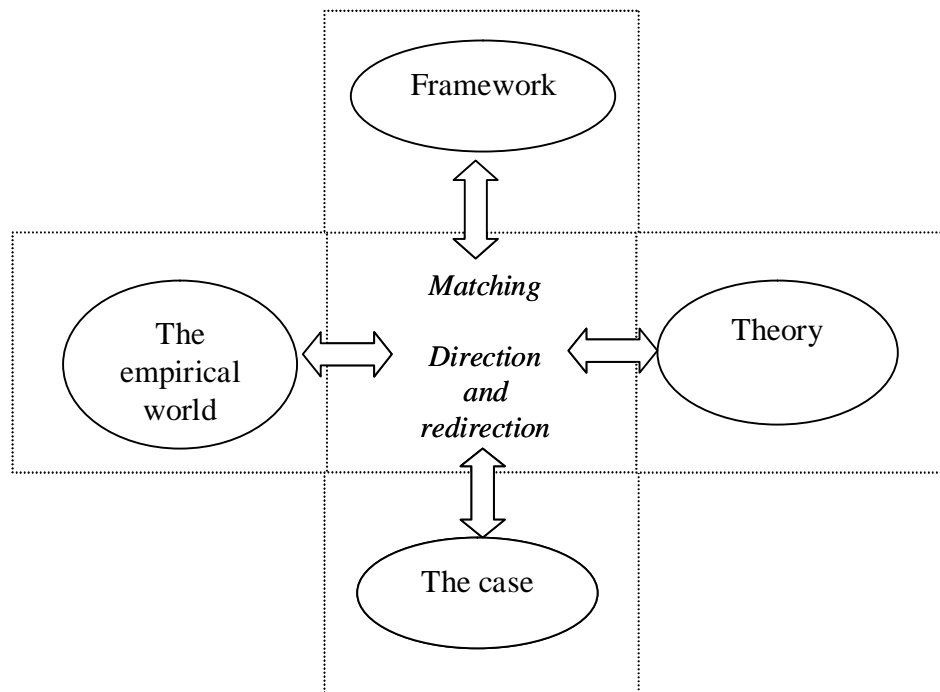 Framework
Matching
The
empirical
world
Direction
and
redirection
Theory
The case